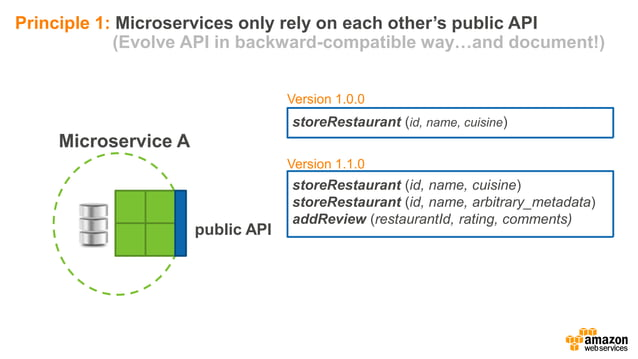 Principle 1: Microservices only rely on each other’s public API
(Evolve API in backward-compatible way…and document!)
Version 1.0.0
storeRestaurant (id, name, cuisine)
Microservice A
Version 1.1.0
storeRestaurant (id, name, cuisine)
storeRestaurant (id, name, arbitrary_metadata)
addReview (restaurantId, rating, comments)
public API
amazon
webservices